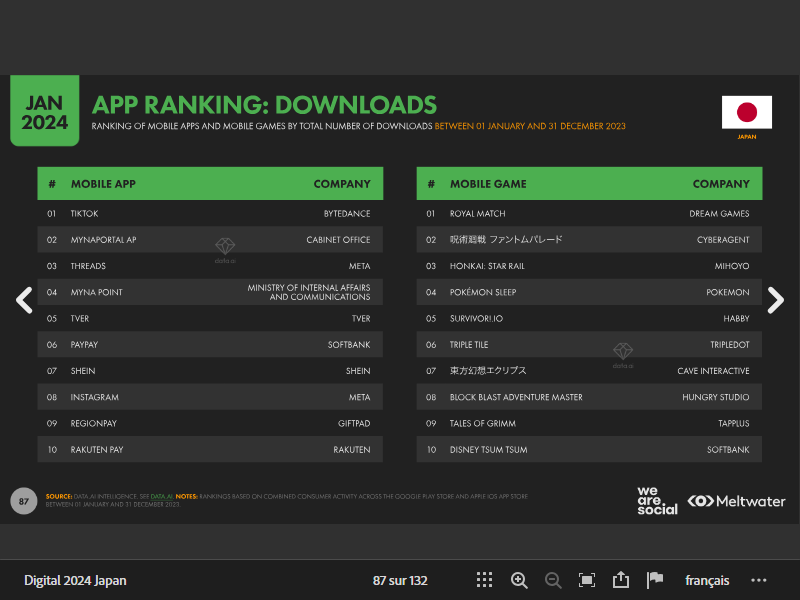 JAN
2024
APP RANKING: DOWNLOADS
RANKING OF MOBILE APPS AND MOBILE GAMES BY TOTAL NUMBER OF DOWNLOADS BETWEEN 01 JANUARY AND 31 DECEMBER 2023
JAPAN
# MOBILE APP COMPANY
01 TIKTOK BYTEDANCE
02 MYNAPORTAL AP CABINET OFFICE
03 THREADS META
04 MYNA POINT MINISTRY OF INTERNAL AFFAIRS
AND COMMUNICATIONS
05 TVER TVER
06 PAYPAY SOFTBANK
07 SHEIN SHEIN
08 INSTAGRAM META
09 REGIONPAY GIFTPAD
10 RAKUTEN PAY RAKUTEN
data.ai
# MOBILE GAME COMPANY
01 ROYAL MATCH DREAM GAMES
02 呪術廻戦 ファントムパレード CYBERAGENT
03 HONKAI: STAR RAIL MIHOYO
04 POKÉMON SLEEP POKEMON
05 SURVIVOR!.IO HABBY
06 TRIPLE TILE TRIPLEDOT
07 東方幻想エクリプス CAVE INTERACTIVE
08 BLOCK BLAST ADVENTURE MASTER HUNGRY STUDIO
09 TALES OF GRIMM TAPPLUS
10 DISNEY TSUM TSUM SOFTBANK
data.ai
87
SOURCE: DATA.AI INTELLIGENCE. SEE DATA.AI. NOTES: RANKINGS BASED ON COMBINED CONSUMER ACTIVITY ACROSS THE GOOGLE PLAY STORE AND APPLE IOS APP STORE
BETWEEN 01 JANUARY AND 31 DECEMBER 2023.
we
are.
social
Meltwater
Digital 2024 Japan
87 sur 132
français